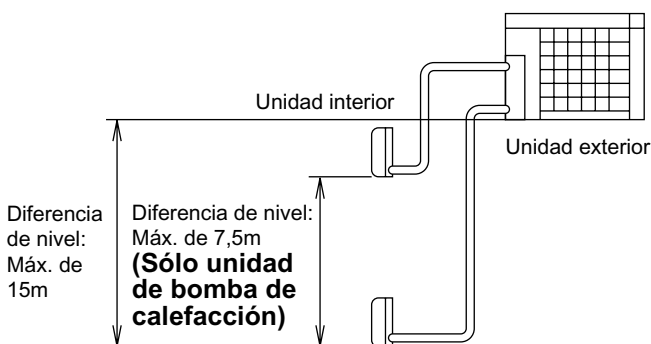 Unidad interior
Unidad exterior
Diferencia
de nivel:
Máx. de
15m
Diferencia de nivel:
Máx. de 7,5m
(Sólo unidad
de bomba de
calefacción)